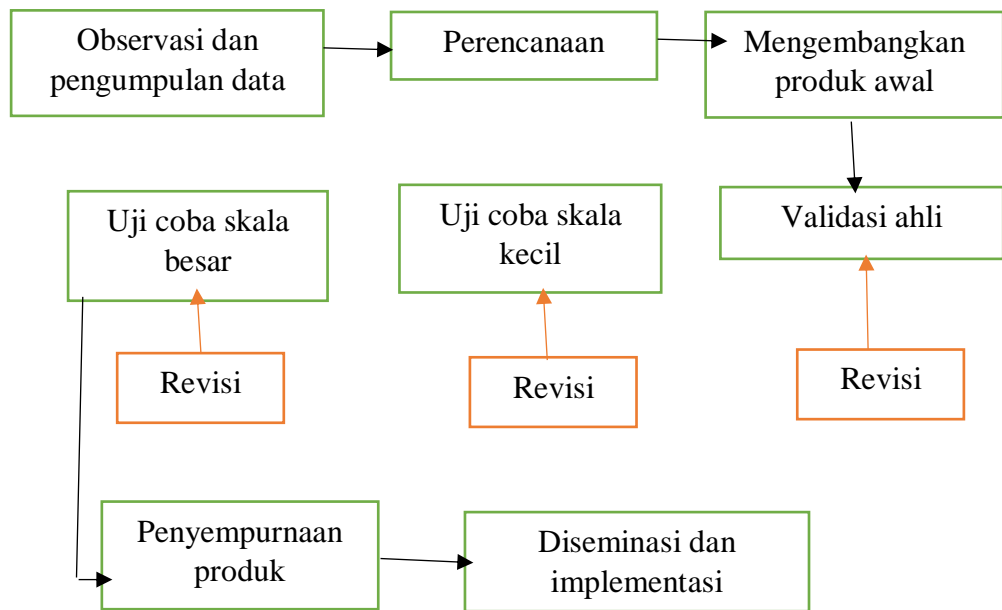 Observasi dan
pengumpulan data
Perencanaan
Mengembangkan
produk awal
Uji coba skala
besar
Uji coba skala
kecil
Validasi ahli
Revisi
Revisi
Revisi
Penyempurnaan
produk
Diseminasi dan
implementasi